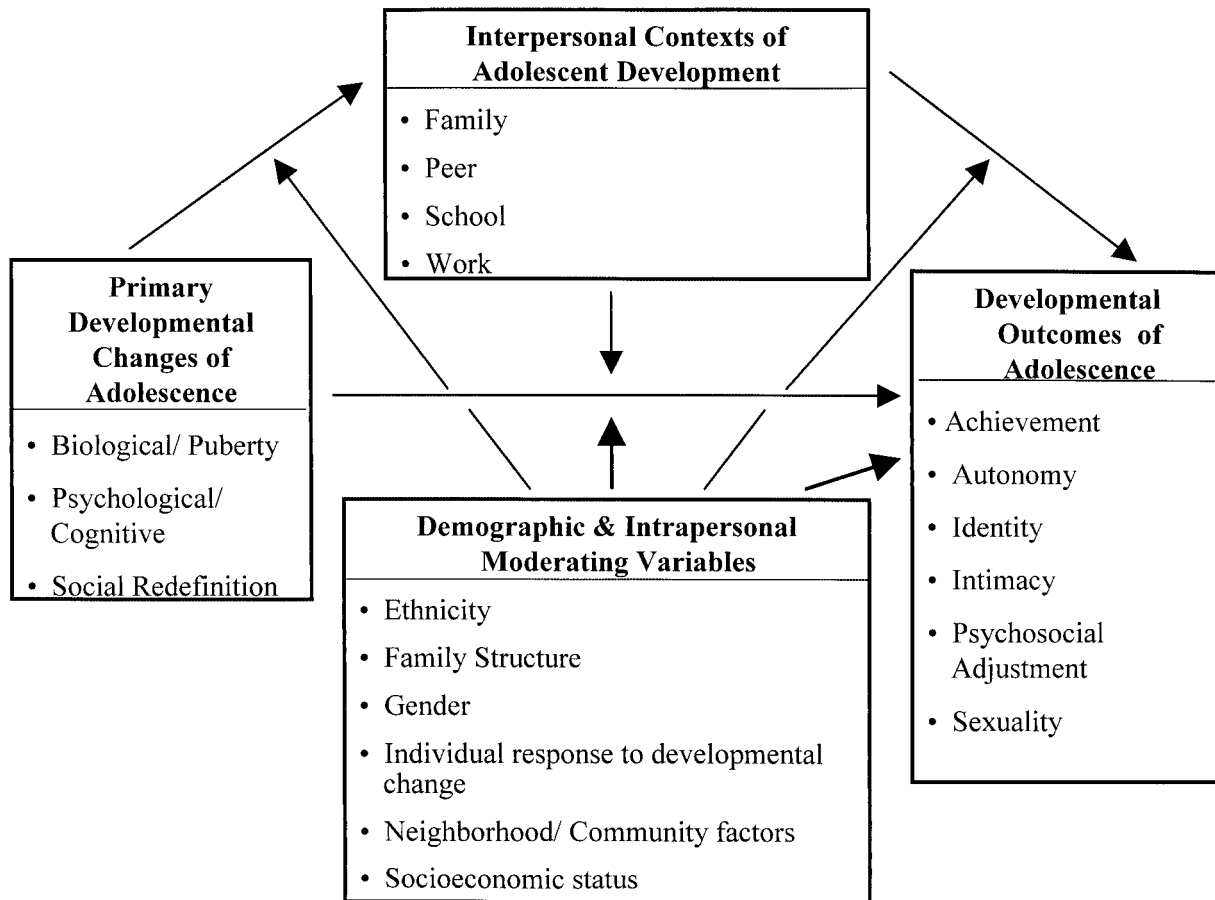 Interpersonal Contexts of
Adolescent Development
• Family
• Peer
• School
• Work
Primary
Developmental
Changes of
Adolescence
• Biological/ Puberty
• Psychological/
Cognitive
• Social Redefinition
Developmental
Outcomes of
Adolescence
• Achievement
• Autonomy
• Identity
• Intimacy
• Psychosocial
Adjustment
• Sexuality
Demographic & Intrapersonal
Moderating Variables
• Ethnicity
• Family Structure
• Gender
• Individual response to developmental
change
• Neighborhood/ Community factors
• Socioeconomic status